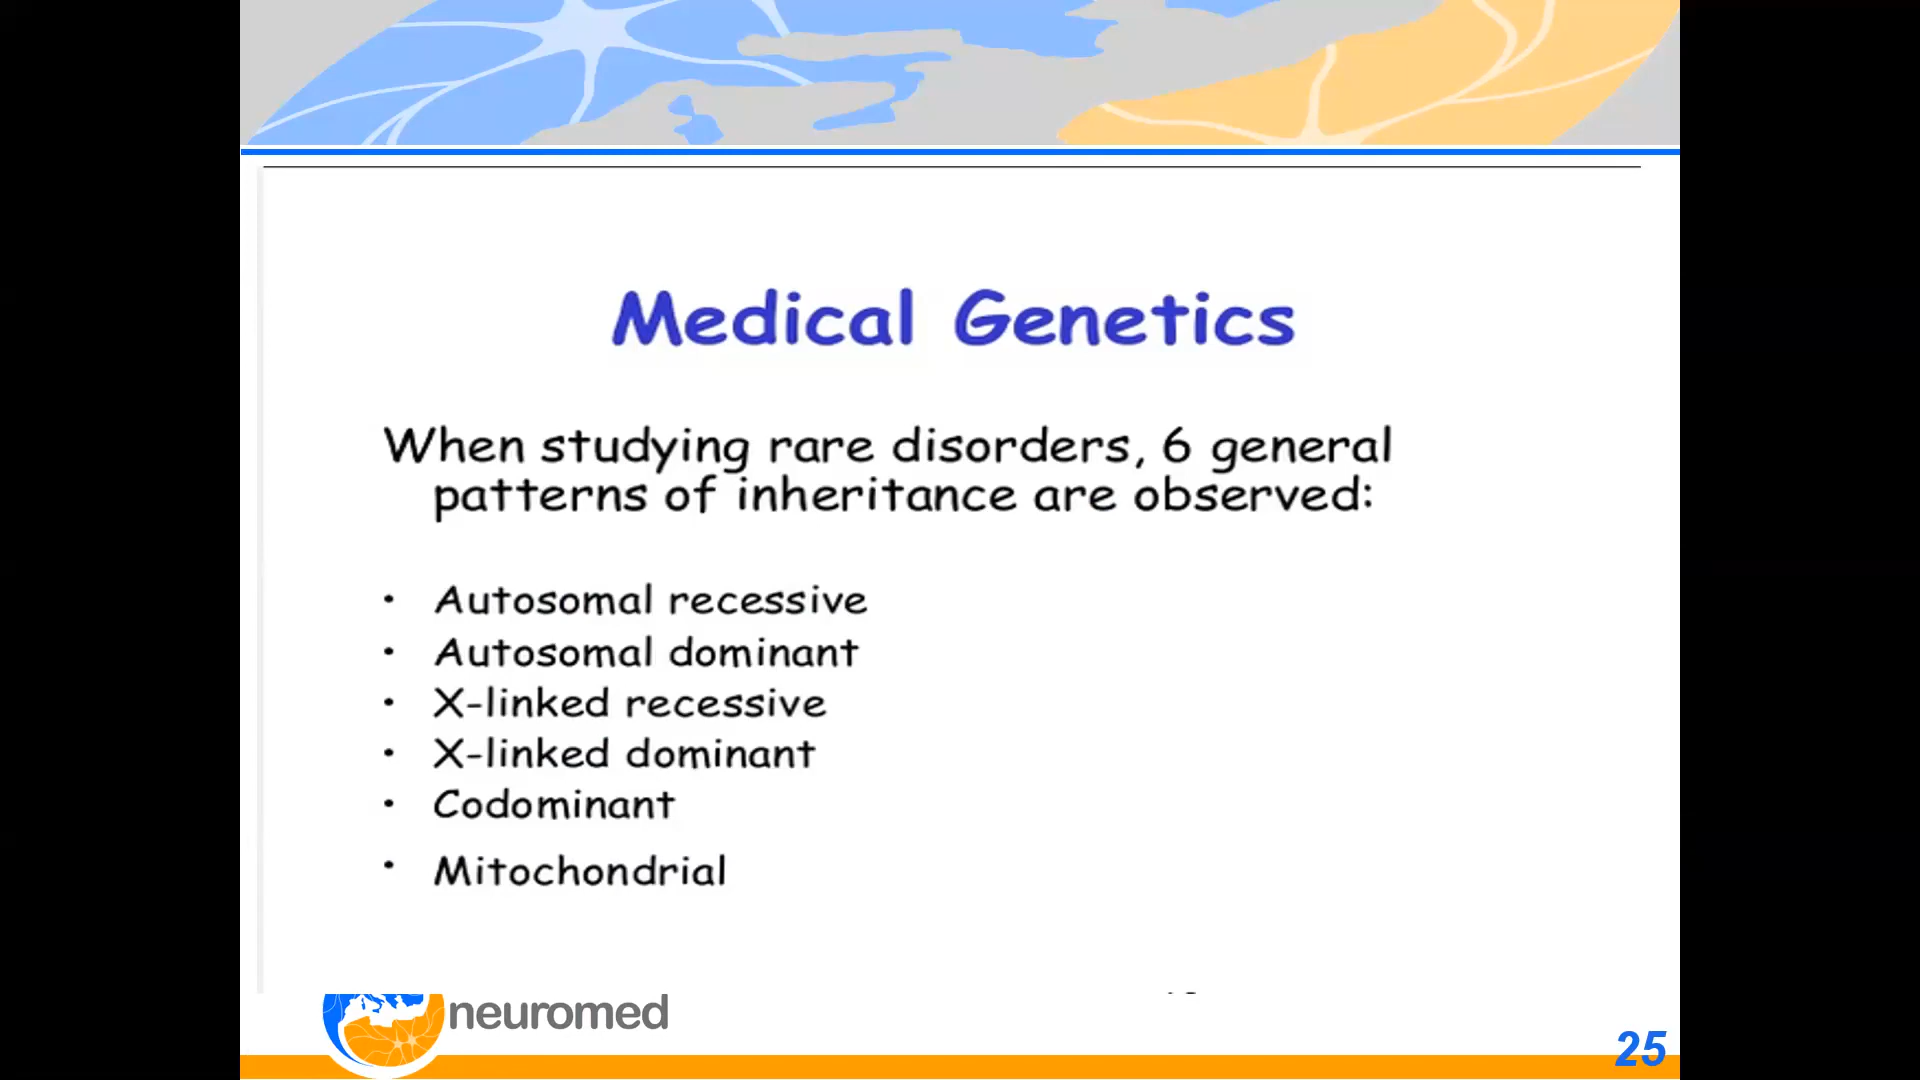 Medical Genetics
When studying rare disorders, 6 general
patterns of inheritance are observed:
• Autosomal recessive
• Autosomal dominant
• X-linked recessive
• X-linked dominant
• Codominant
• Mitochondrial
neuromed
25